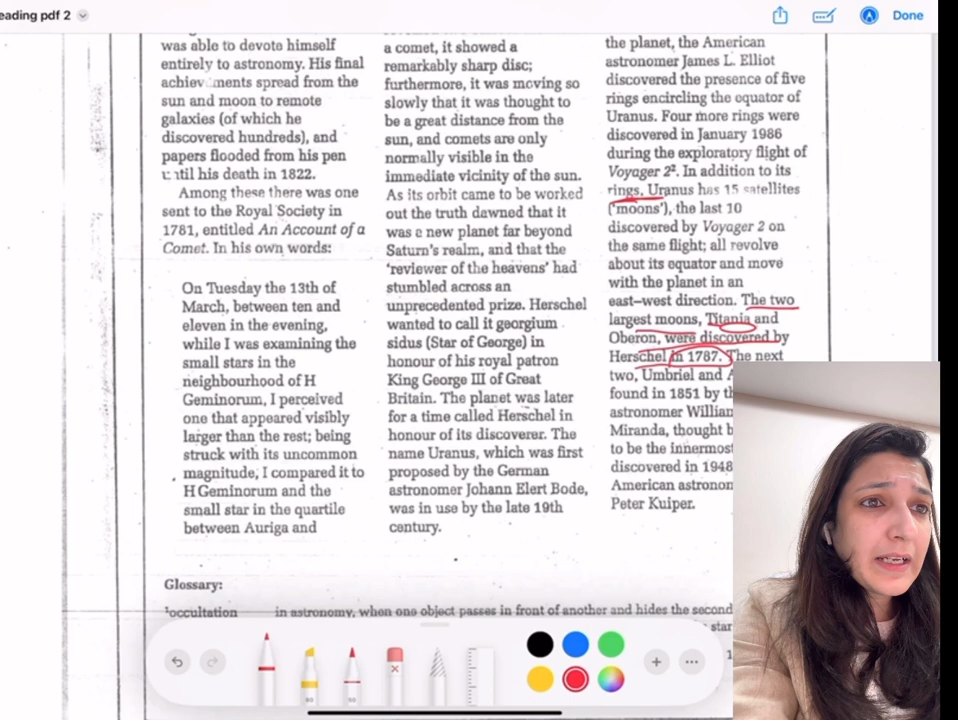 eading pdf 2
Done
was able to devote himself
entirely to astronomy. His final
achievements spread from the
sun and moon to remote
galaxies (of which he
discovered hundreds), and
papers flooded from his pen
until his death in 1822.
Among these there was one
sent to the Royal Society in
1781, entitled An Account of a
Comet. In his own words:
On Tuesday the 13th of
March, between ten and
eleven in the evening,
while I was examining the
small stars in the
neighbourhood of H
Geminorum, I perceived
one that appeared visibly
larger than the rest; being
struck with its uncommon
magnitude, I compared it to
H Geminorum and the
small star in the quartile
between Auriga and
a comet, it showed a
remarkably sharp disc;
furthermore, it was moving so
slowly that it was thought to
be a great distance from the
sun, and comets are only
normally visible in the
immediate vicinity of the sun.
As its orbit came to be worked
out the truth dawned that it
was a new planet far beyond
Saturn's realm, and that the
'reviewer of the heavens' had
stumbled across an
unprecedented prize. Herschel
wanted to call it georgium
sidus (Star of George) in
honour of his royal patron
King George III of Great
Britain. The planet was later
for a time called Herschel in
honour of its discoverer. The
name Uranus, which was first
proposed by the German
astronomer Johann Elert Bode,
was in use by the late 19th
century.
the planet, the American
astronomer James L. Elliot
discovered the presence of five
rings encircling the equator of
Uranus. Four more rings were
discovered in January 1986
during the exploratory flight of
Voyager 2². In addition to its
rings, Uranus has 15 satellites
('moons'), the last 10
discovered by Voyager 2 on
the same flight; all revolve
about its equator and move
with the planet in an
east–west direction. The two
largest moons, Titania and
Oberon, were discovered by
Herschel in 1787. The next
two, Umbriel and A
found in 1851 by th
astronomer William
Miranda, thought b
to be the innermost
discovered in 1948
American astronom
Peter Kuiper.
Glossary:
¹occultation in astronomy, when one object passes in front of another and hides the second
star